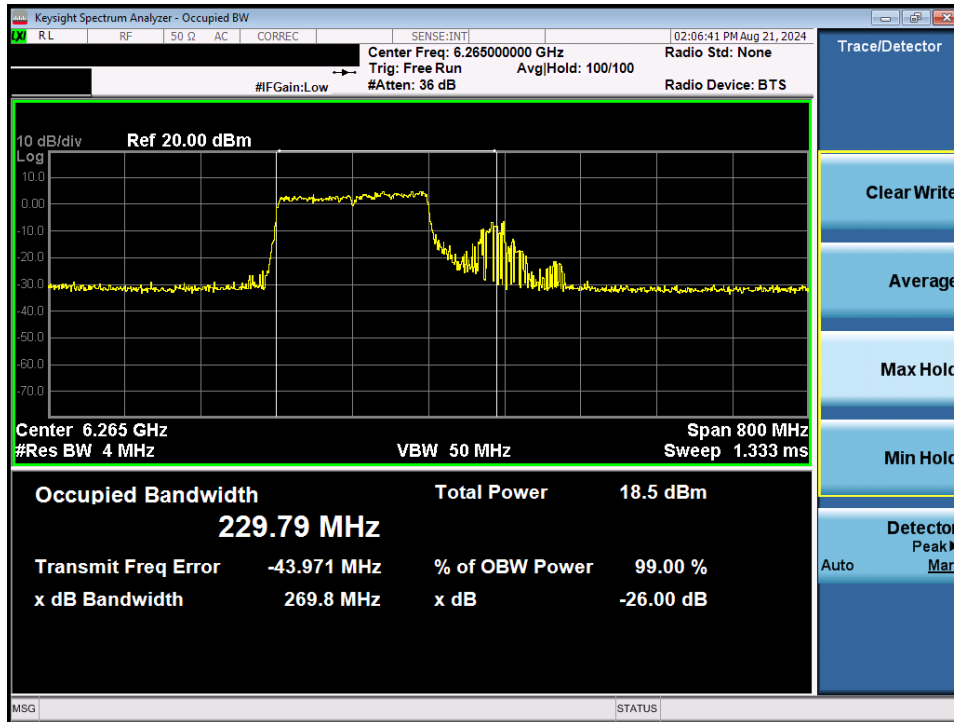 Keysight Spectrum Analyzer - Occupied BW
LXI RL RF 50 Ω AC CORREC SENSE:INT 02:06:41 PM Aug 21, 2024
Center Freq: 6.265000000 GHz Radio Std: None
Trig: Free Run Avg|Hold: 100/100
#IFGain:Low #Atten: 36 dB Radio Device: BTS
Trace/Detector
10 dB/div Ref 20.00 dBm
Log
10.0
0.00
-10.0
-20.0
-30.0
-40.0
-50.0
-60.0
-70.0
Center 6.265 GHz Span 800 MHz
#Res BW 4 MHz VBW 50 MHz Sweep 1.333 ms
Occupied Bandwidth Total Power 18.5 dBm
229.79 MHz
Transmit Freq Error -43.971 MHz % of OBW Power 99.00 %
x dB Bandwidth 269.8 MHz x dB -26.00 dB
Clear Write
Average
Max Hold
Min Hold
Detector
Peak
Auto Man
MSG STATUS